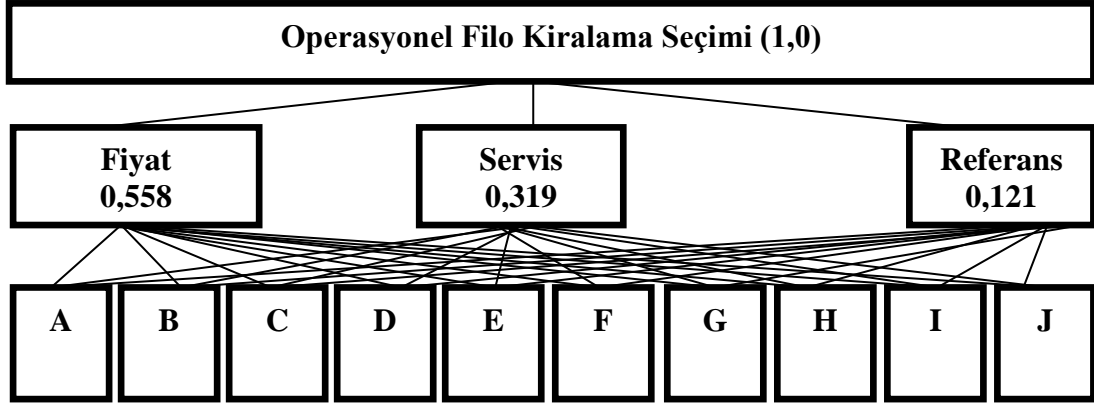 Operasyonel Filo Kiralama Seçimi (1,0)
Fiyat
0,558
Servis
0,319
Referans
0,121
A B C D E F G H I J